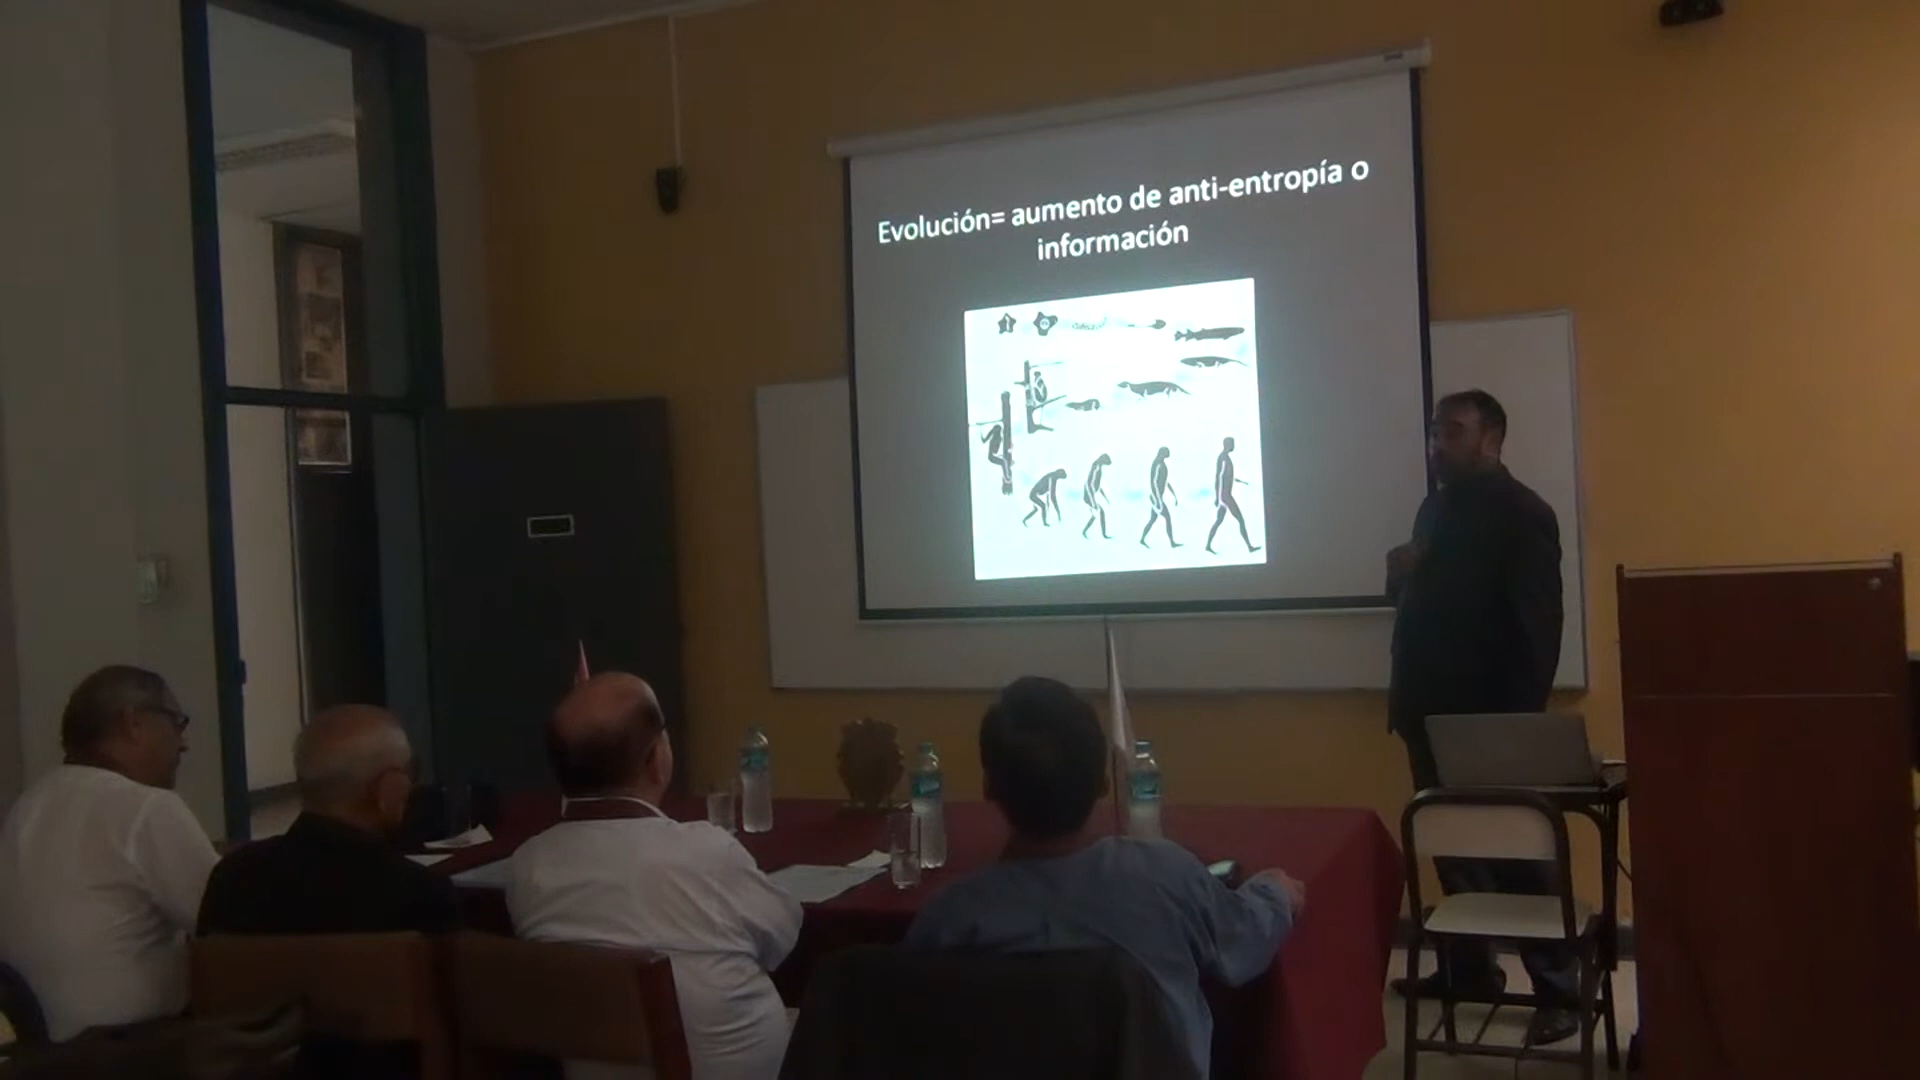 Evolución= aumento de anti-entropía o
información